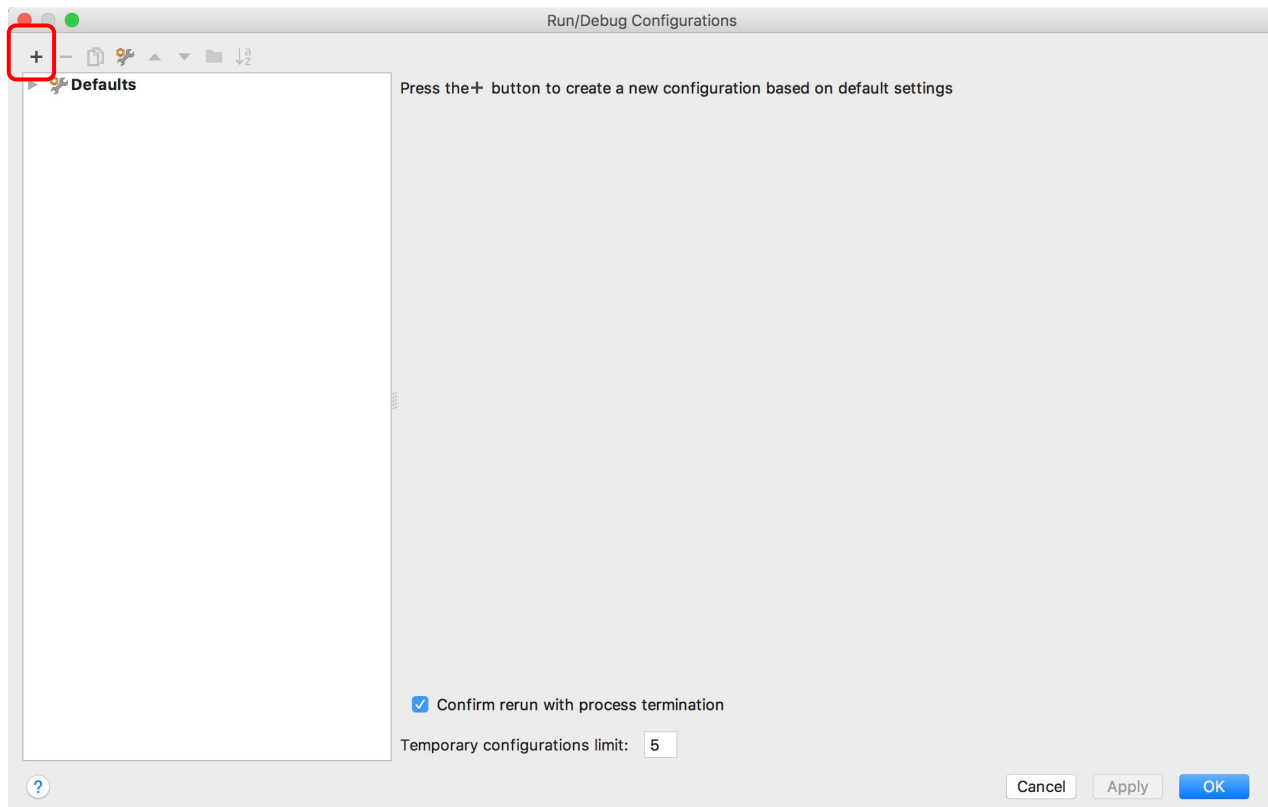 Run/Debug Configurations
Defaults
Press the+ button to create a new configuration based on default settings
Confirm rerun with process termination
Temporary configurations limit: 5
? Cancel Apply OK